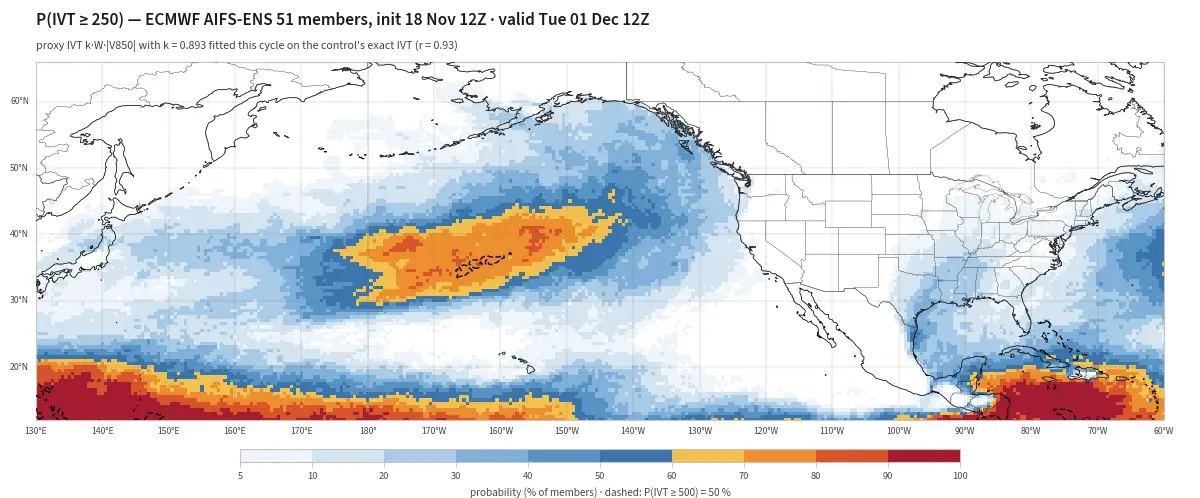 P(IVT ≥ 250) — ECMWF AIFS-ENS 51 members, init 18 Nov 12Z · valid Tue 01 Dec 12Z
proxy IVT k·W·|V850| with k = 0.893 fitted this cycle on the control's exact IVT (r = 0.93)
60°N
50°N
40°N
30°N
20°N
130°E 140°E 150°E 160°E 170°E 180° 170°W 160°W 150°W 140°W 130°W 120°W 110°W 100°W 90°W 80°W 70°W 60°W
5 10 20 30 40 50 60 70 80 90 100
probability (% of members) · dashed: P(IVT ≥ 500) = 50 %